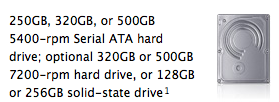 250GB, 320GB, or 500GB
5400-rpm Serial ATA hard
drive; optional 320GB or 500GB
7200-rpm hard drive, or 128GB
or 256GB solid-state drive¹